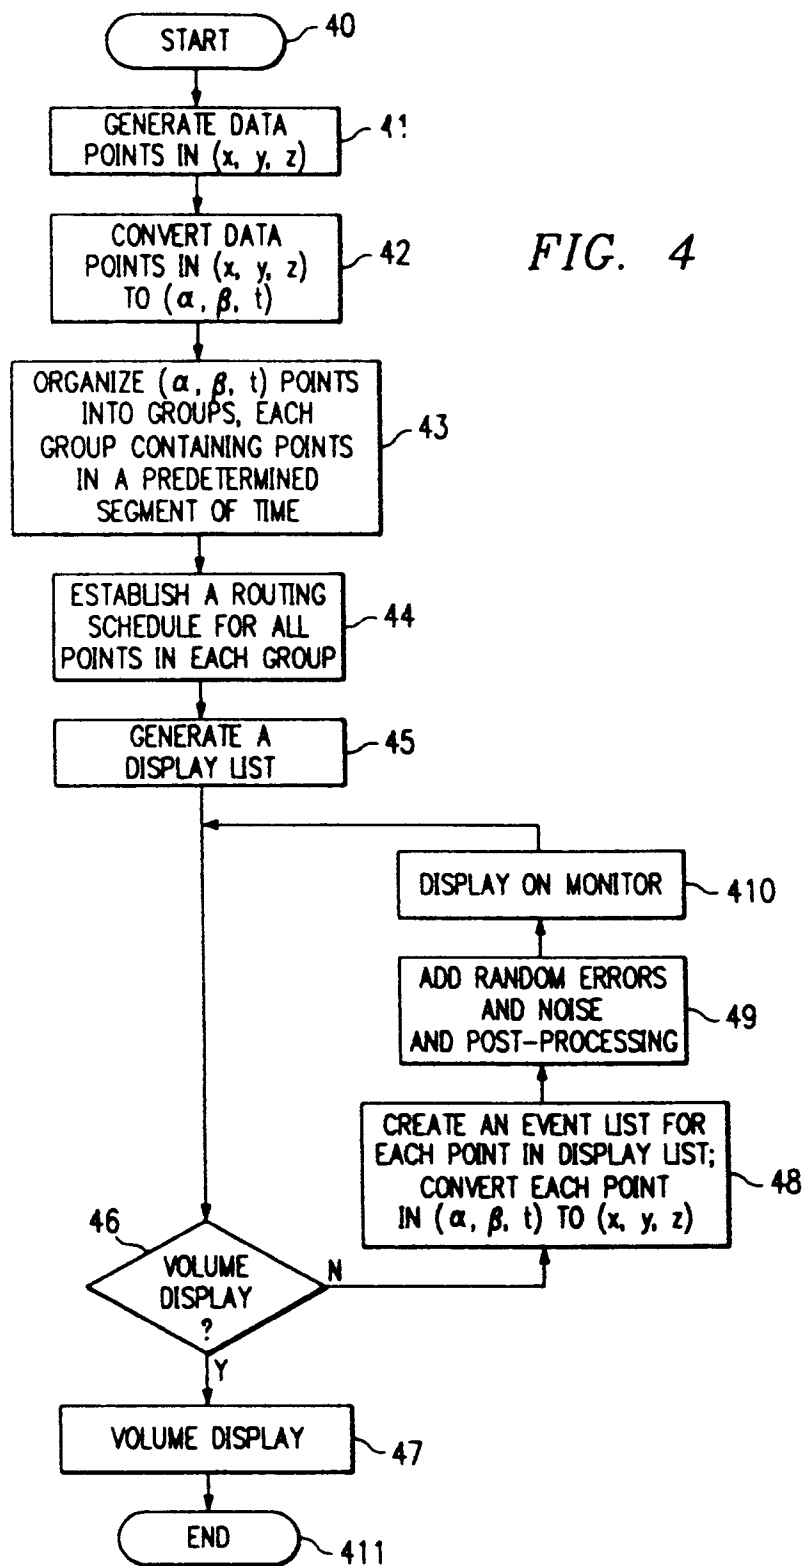 START
40
GENERATE DATA
POINTS IN (x, y, z)
41
CONVERT DATA
POINTS IN (x, y, z)
TO (α, β, t)
42
FIG. 4
ORGANIZE (α, β, t) POINTS
INTO GROUPS, EACH
GROUP CONTAINING POINTS
IN A PREDETERMINED
SEGMENT OF TIME
43
ESTABLISH A ROUTING
SCHEDULE FOR ALL
POINTS IN EACH GROUP
44
GENERATE A
DISPLAY LIST
45
DISPLAY ON MONITOR
410
ADD RANDOM ERRORS
AND NOISE
AND POST-PROCESSING
49
CREATE AN EVENT LIST FOR
EACH POINT IN DISPLAY LIST;
CONVERT EACH POINT
IN (α, β, t) TO (x, y, z)
48
46
VOLUME
DISPLAY
?
N
Y
VOLUME DISPLAY
47
END
411